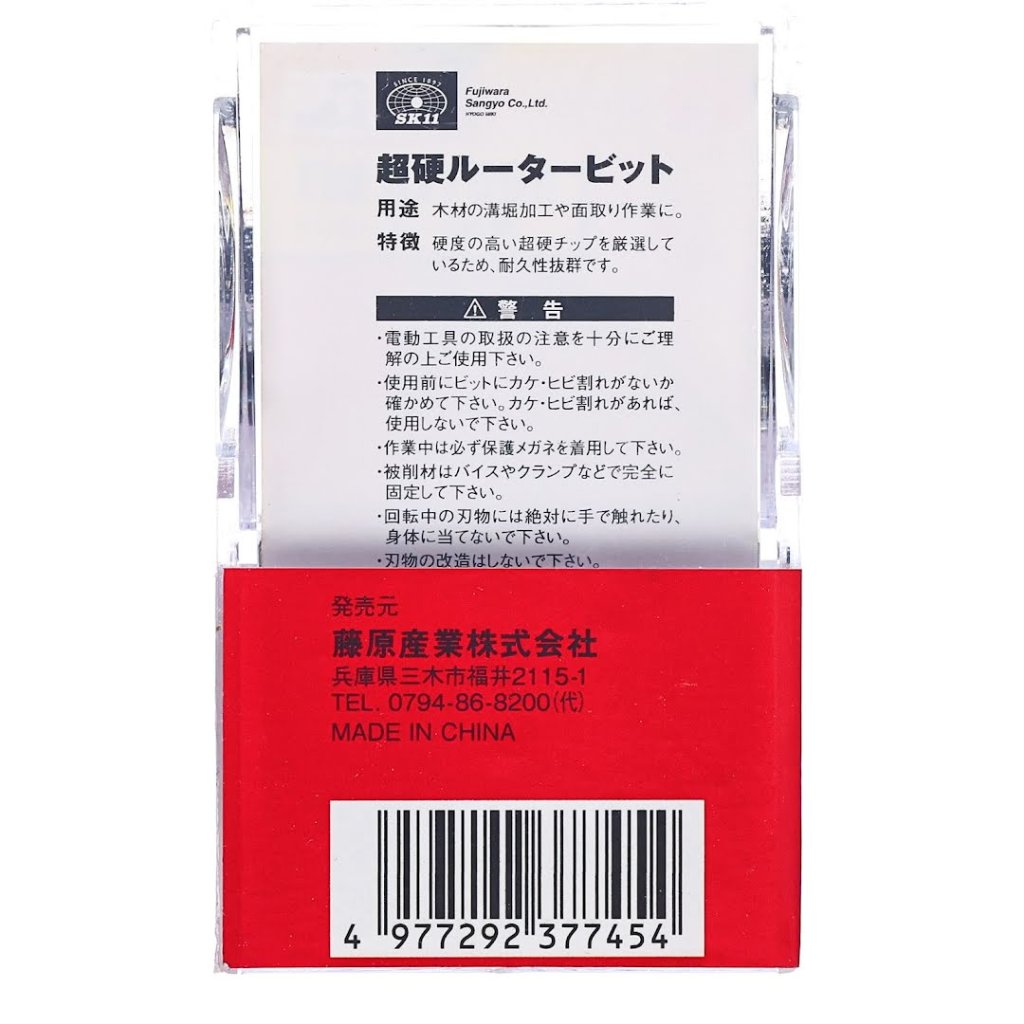 SINCE 1897
SK11
Fujiwara
Sangyo Co.,Ltd.
超硬ルータービット
用途 木材の溝堀加工や面取り作業に。
特徴 硬度の高い超硬チップを厳選して
いるため、耐久性抜群です。
⚠ 警告
・電動工具の取扱の注意を十分にご理
解の上ご使用下さい。
・使用前にビットにカケ・ヒビ割れがないか
確かめて下さい。カケ・ヒビ割れがあれば、
使用しないで下さい。
・作業中は必ず保護メガネを着用して下さい。
・被削材はバイスやクランプなどで完全に
固定して下さい。
・回転中の刃物には絶対に手で触れたり、
身体に当てないで下さい。
・刃物の改造はしないで下さい。
発売元
藤原産業株式会社
兵庫県三木市福井2115-1
TEL. 0794-86-8200(代)
MADE IN CHINA
4 977292 377454